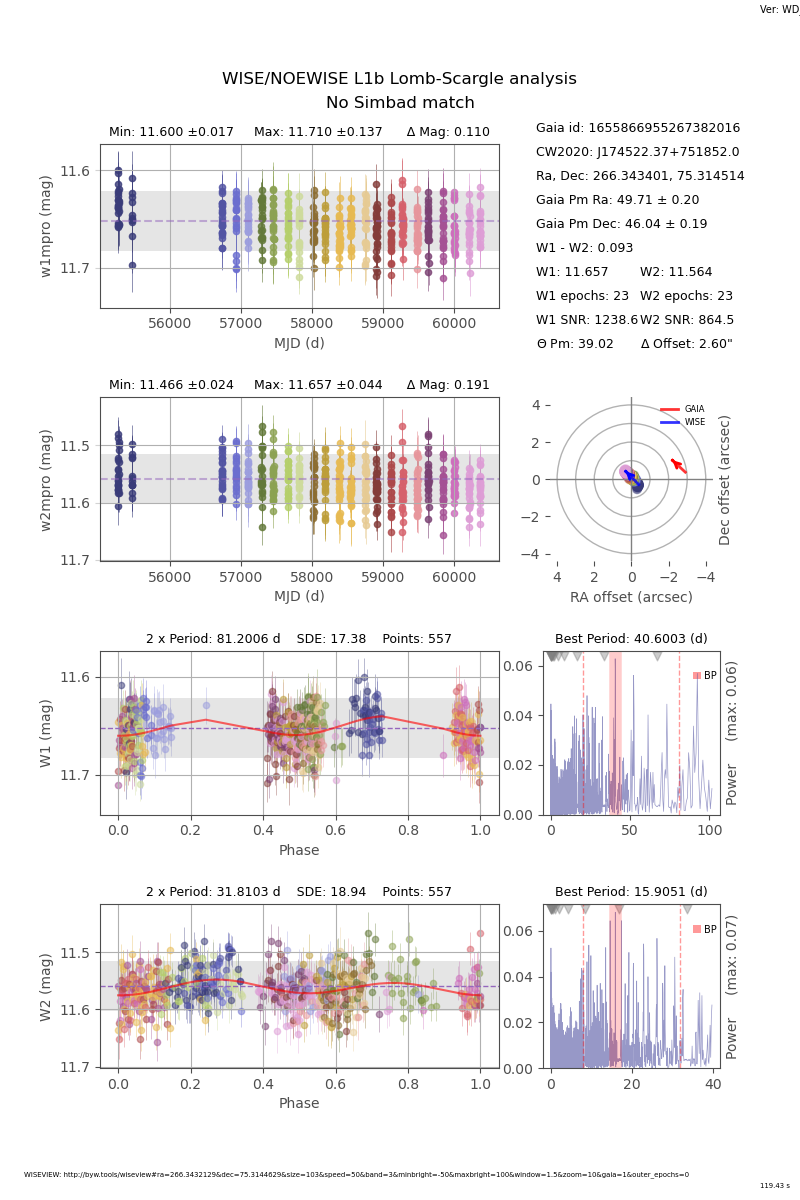 Ver: WD_
WISE/NOEWISE L1b Lomb-Scargle analysis
No Simbad match
Min: 11.600 ±0.017 Max: 11.710 ±0.137 Δ Mag: 0.110
11.6
11.7
w1mpro (mag)
56000 57000 58000 59000 60000
MJD (d)
Gaia id: 1655866955267382016
CW2020: J174522.37+751852.0
Ra, Dec: 266.343401, 75.314514
Gaia Pm Ra: 49.71 ± 0.20
Gaia Pm Dec: 46.04 ± 0.19
W1 - W2: 0.093
W1: 11.657 W2: 11.564
W1 epochs: 23 W2 epochs: 23
W1 SNR: 1238.6 W2 SNR: 864.5
Θ Pm: 39.02 Δ Offset: 2.60"
Min: 11.466 ±0.024 Max: 11.657 ±0.044 Δ Mag: 0.191
11.5
11.6
11.7
w2mpro (mag)
56000 57000 58000 59000 60000
MJD (d)
GAIA
WISE
4
2
0
−2
−4
4 2 0 −2 −4
RA offset (arcsec)
Dec offset (arcsec)
2 x Period: 81.2006 d SDE: 17.38 Points: 557
11.6
11.7
W1 (mag)
0.0 0.2 0.4 0.6 0.8 1.0
Phase
Best Period: 40.6003 (d)
BP
0.06
0.04
0.02
0.00
0 50 100
Power (max: 0.06)
2 x Period: 31.8103 d SDE: 18.94 Points: 557
11.5
11.6
11.7
W2 (mag)
0.0 0.2 0.4 0.6 0.8 1.0
Phase
Best Period: 15.9051 (d)
BP
0.06
0.04
0.02
0.00
0 20 40
Power (max: 0.07)
WISEVIEW: http://byw.tools/wiseview#ra=266.3432129&dec=75.3144629&size=103&speed=50&band=3&minbright=-50&maxbright=100&window=1.5&zoom=10&gaia=1&outer_epochs=0
119.43 s